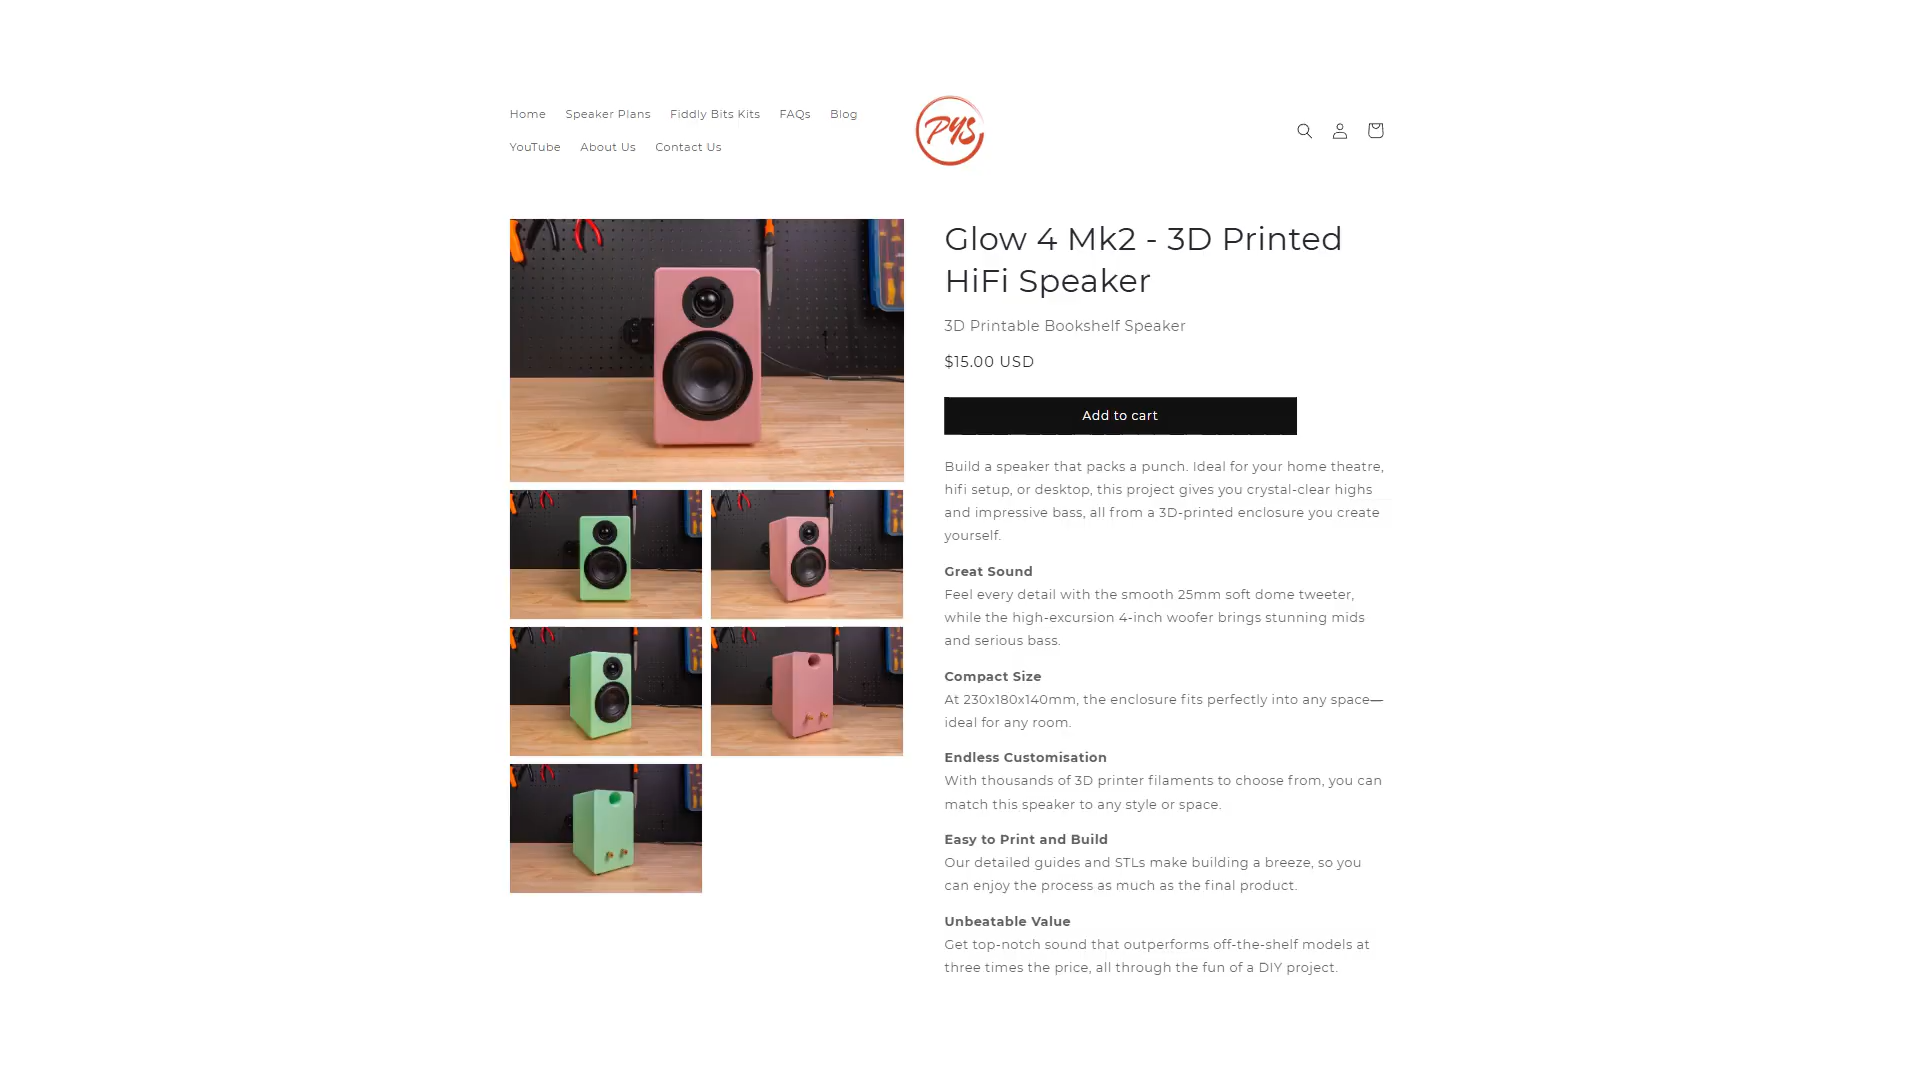 Home Speaker Plans Fiddly Bits Kits FAQs Blog
YouTube About Us Contact Us
PYS
Glow 4 Mk2 - 3D Printed
HiFi Speaker
3D Printable Bookshelf Speaker
$15.00 USD
Add to cart
Build a speaker that packs a punch. Ideal for your home theatre,
hifi setup, or desktop, this project gives you crystal-clear highs
and impressive bass, all from a 3D-printed enclosure you create
yourself.
Great Sound
Feel every detail with the smooth 25mm soft dome tweeter,
while the high-excursion 4-inch woofer brings stunning mids
and serious bass.
Compact Size
At 230x180x140mm, the enclosure fits perfectly into any space—
ideal for any room.
Endless Customisation
With thousands of 3D printer filaments to choose from, you can
match this speaker to any style or space.
Easy to Print and Build
Our detailed guides and STLs make building a breeze, so you
can enjoy the process as much as the final product.
Unbeatable Value
Get top-notch sound that outperforms off-the-shelf models at
three times the price, all through the fun of a DIY project.